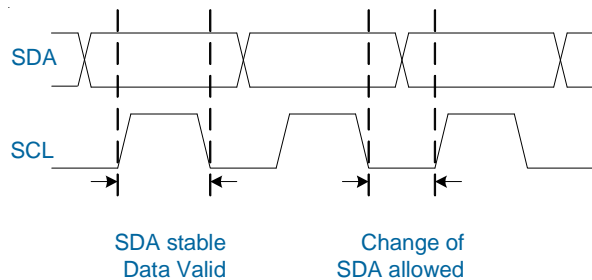 SDA
SCL
SDA stable
Data Valid
Change of
SDA allowed